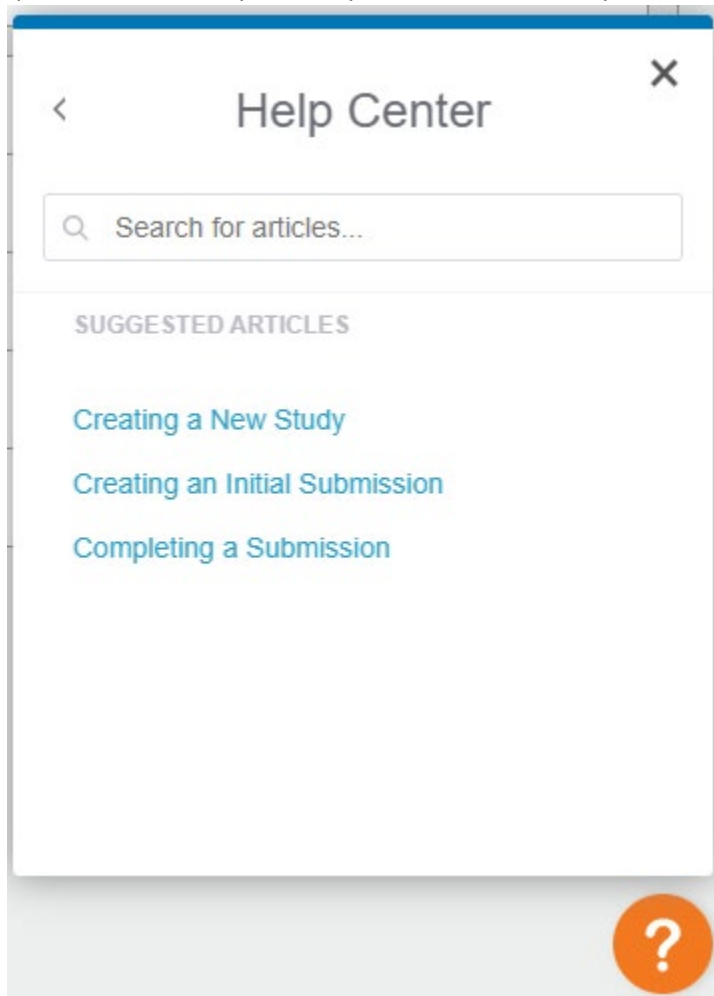 Help Center
Search for articles...
SUGGESTED ARTICLES
Creating a New Study
Creating an Initial Submission
Completing a Submission
?